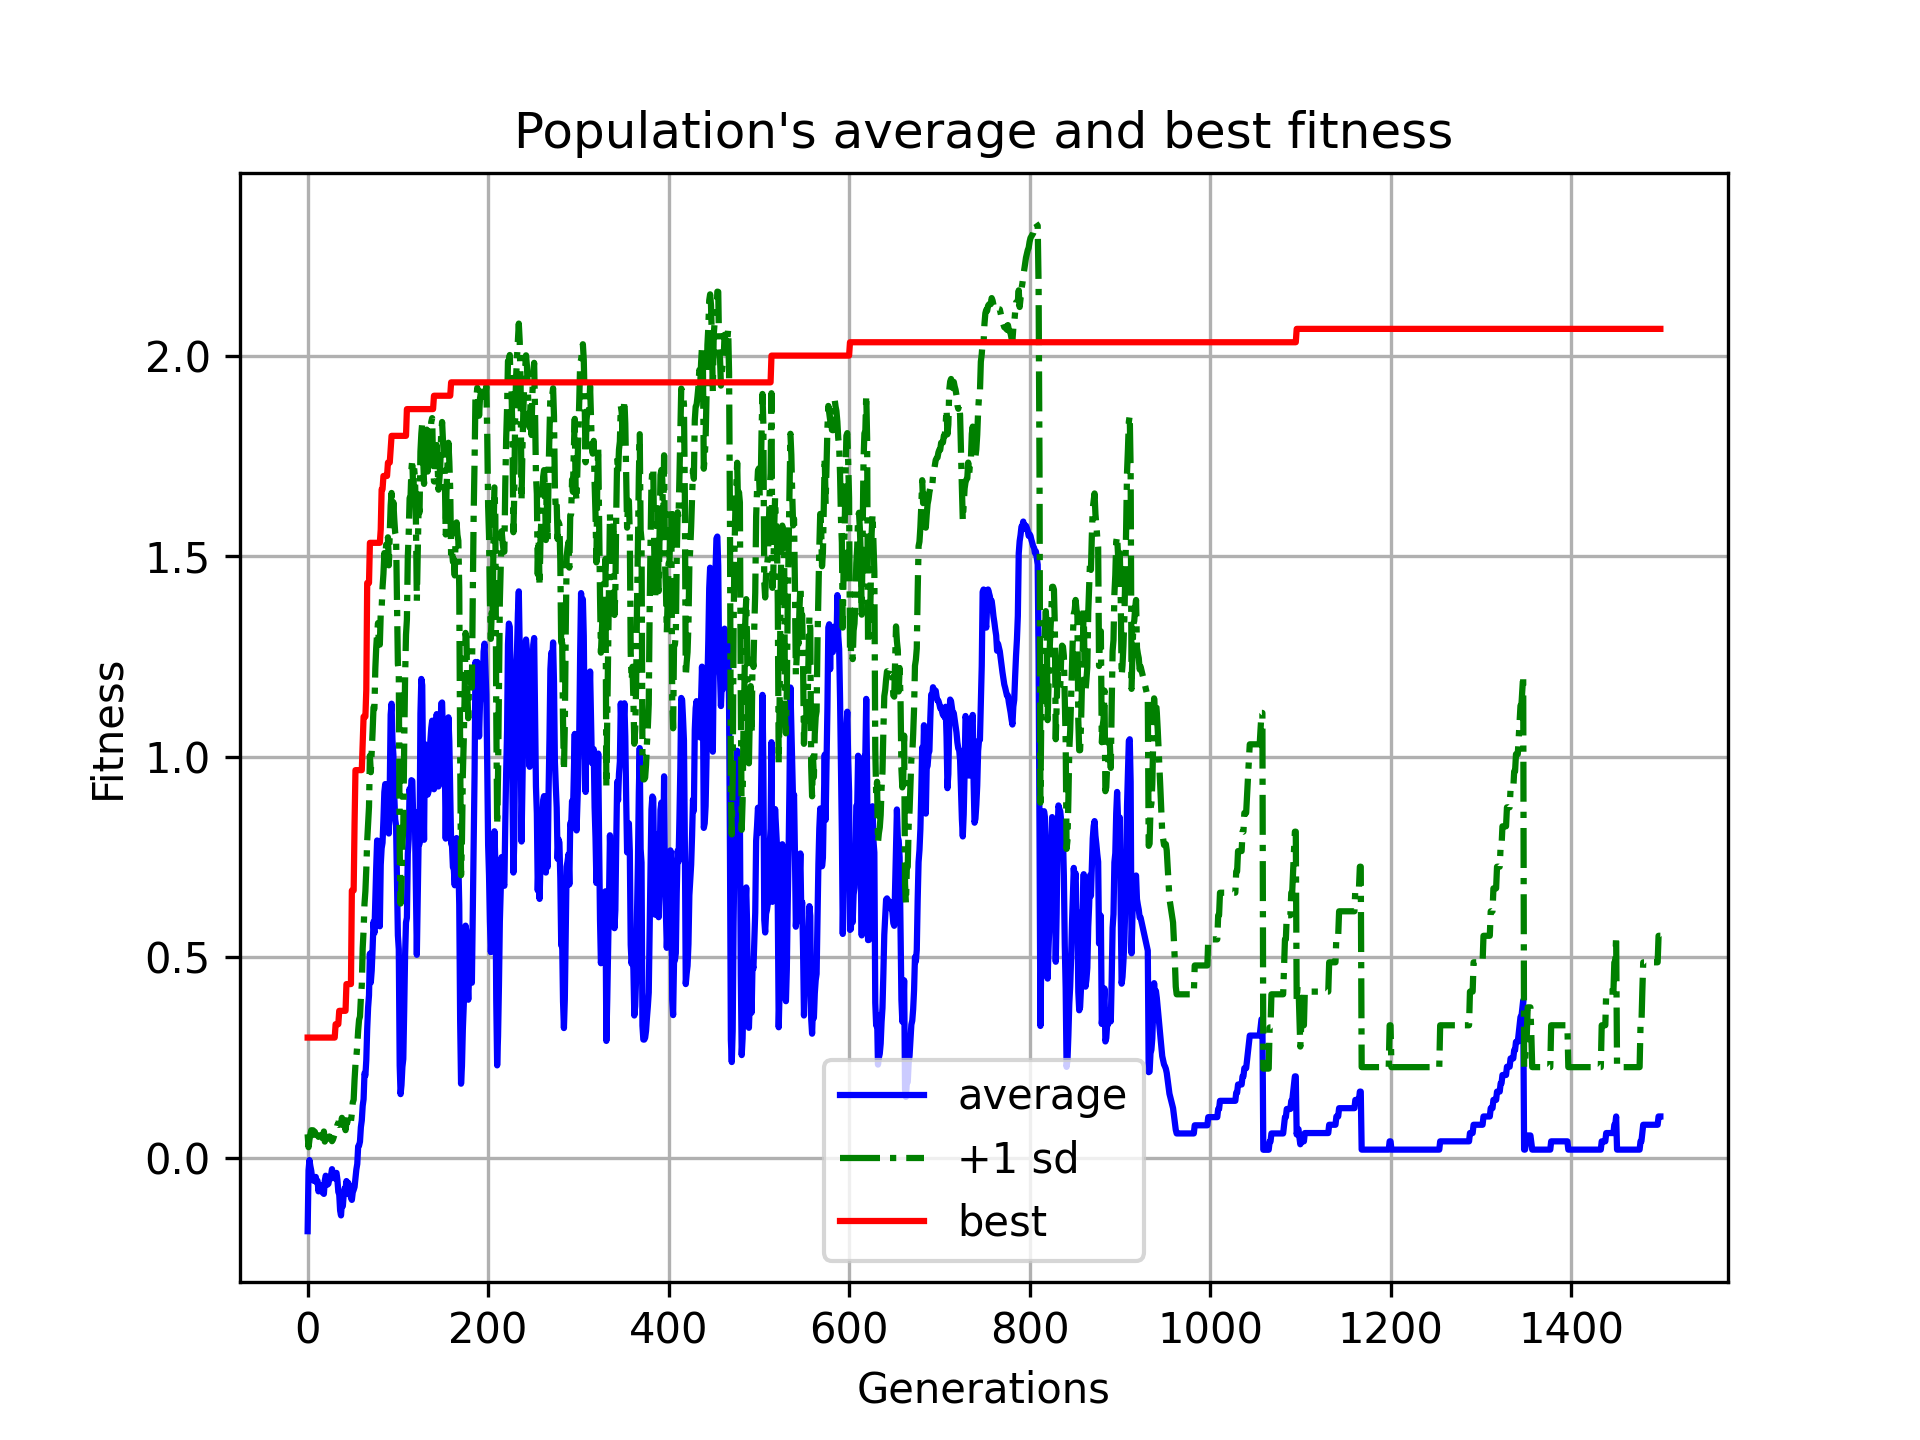 Population's average and best fitness
Fitness
2.0
1.5
1.0
0.5
0.0
average
+1 sd
best
0 200 400 600 800 1000 1200 1400
Generations